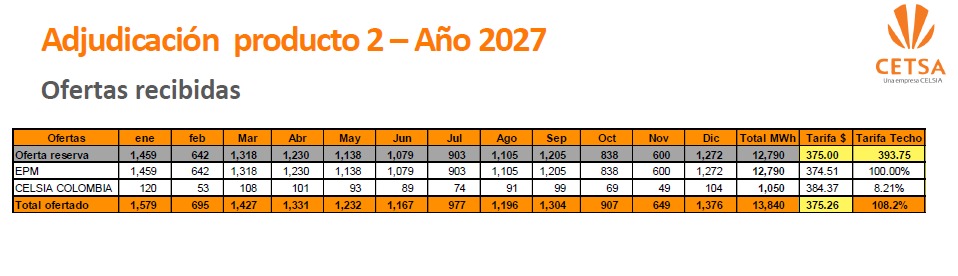 Adjudicación producto 2 – Año 2027
CETSA
Una empresa CELSIA
Ofertas recibidas
Ofertas ene feb Mar Abr May Jun Jul Ago Sep Oct Nov Dic Total MWh Tarifa $ Tarifa Techo
Oferta reserva 1,459 642 1,318 1,230 1,138 1,079 903 1,105 1,205 838 600 1,272 12,790 375.00 393.75
EPM 1,459 642 1,318 1,230 1,138 1,079 903 1,105 1,205 838 600 1,272 12,790 374.51 100.00%
CELSIA COLOMBIA 120 53 108 101 93 89 74 91 99 69 49 104 1,050 384.37 8.21%
Total ofertado 1,579 695 1,427 1,331 1,232 1,167 977 1,196 1,304 907 649 1,376 13,840 375.26 108.2%